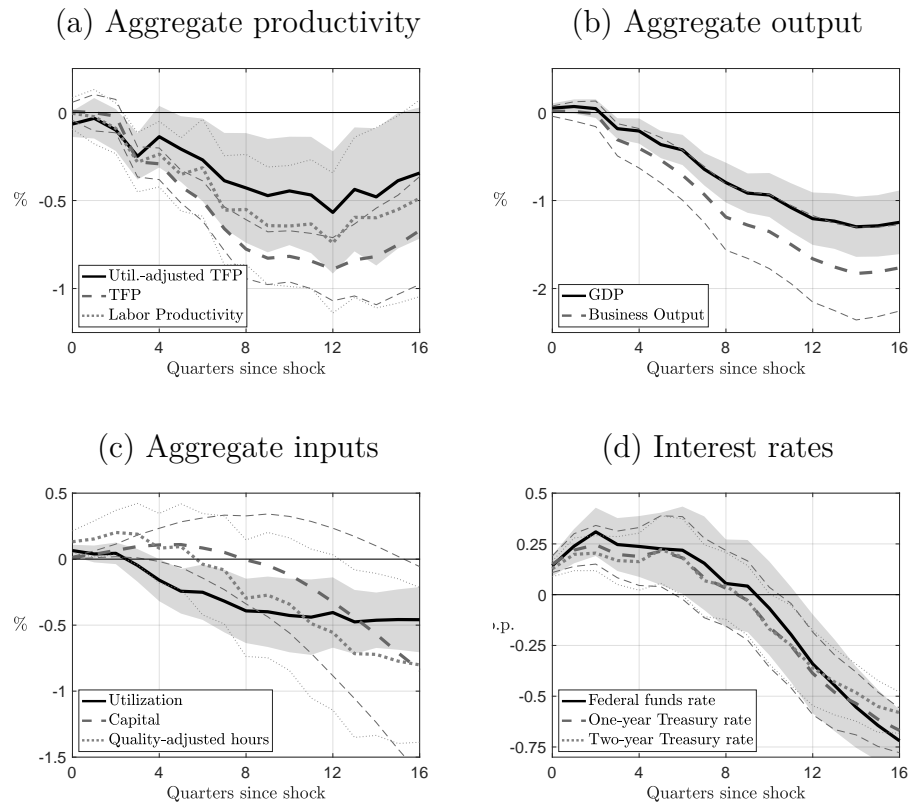 (a) Aggregate productivity
0
-0.5
-1
%
Util.-adjusted TFP
TFP
Labor Productivity
0 4 8 12 16
Quarters since shock
(b) Aggregate output
0
-1
-2
%
GDP
Business Output
0 4 8 12 16
Quarters since shock
(c) Aggregate inputs
0.5
0
-0.5
-1
-1.5
%
Utilization
Capital
Quality-adjusted hours
0 4 8 12 16
Quarters since shock
(d) Interest rates
0.5
0.25
0
-0.25
-0.5
-0.75
.p.
Federal funds rate
One-year Treasury rate
Two-year Treasury rate
0 4 8 12 16
Quarters since shock